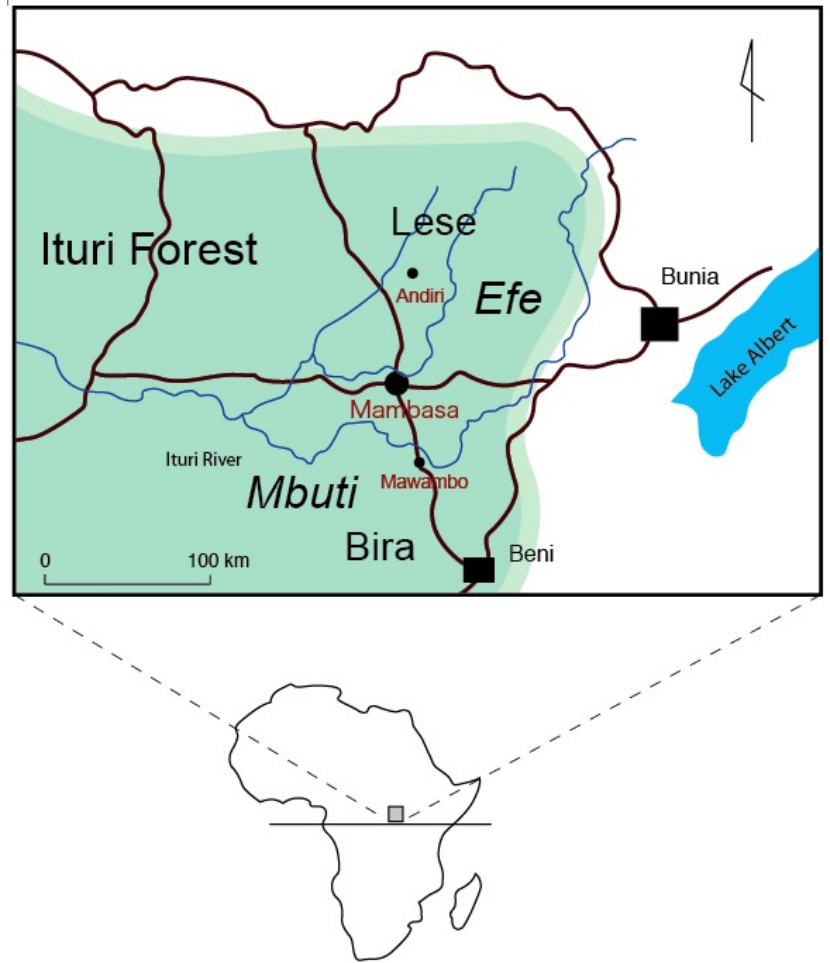 Lese
Ituri Forest
Bunia
Andiri
Efe
Lake Albert
Mambasa
Ituri River
Mawambo
Mbuti
Bira
Beni
0 100 km